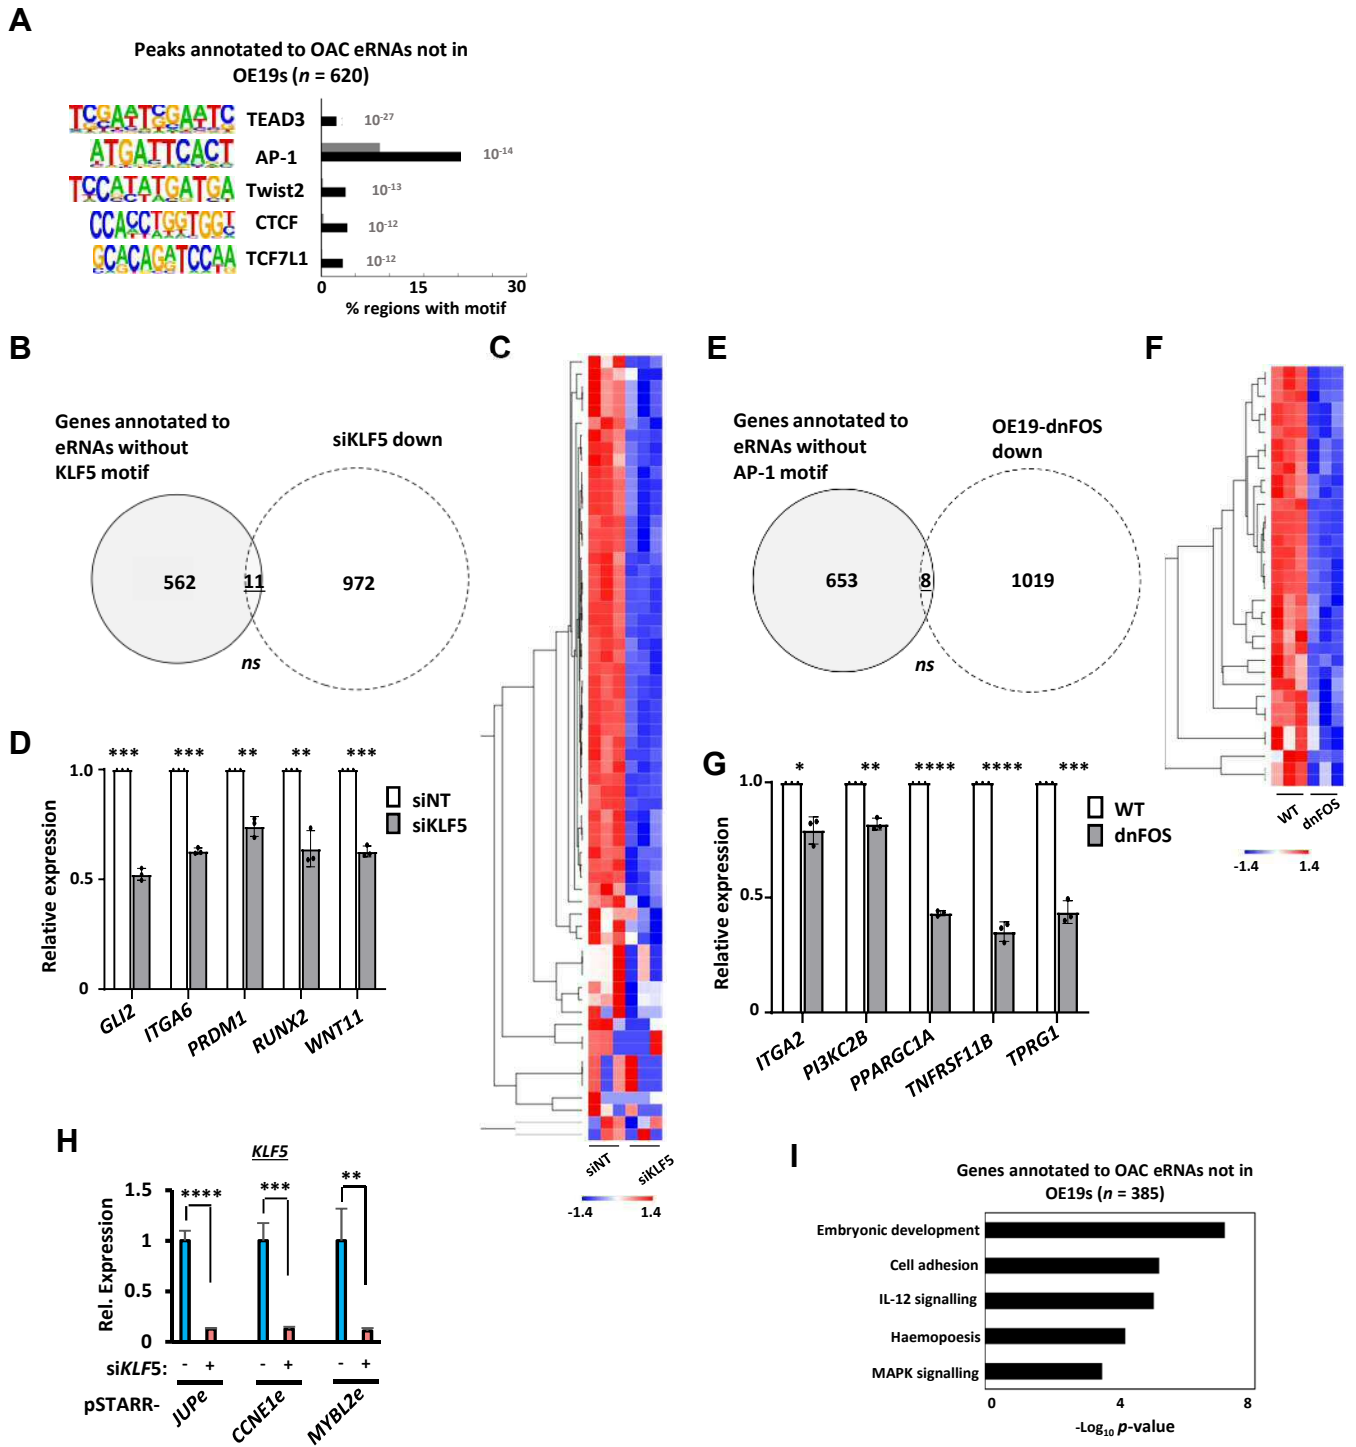 A
Peaks annotated to OAC eRNAs not in
OE19s (n = 620)
TEAD3
10-27
AP-1
10-14
Twist2
10-13
CTCF
10-12
TCF7L1
10-12
0 15 30
% regions with motif
B
Genes annotated to
eRNAs without
KLF5 motif
siKLF5 down
562
11
972
ns
C
siNT
siKLF5
-1.4 1.4
D
Relative expression
1.0
0.5
0
*** *** ** ** ***
siNT
siKLF5
GLI2
ITGA6
PRDM1
RUNX2
WNT11
E
Genes annotated to
eRNAs without
AP-1 motif
OE19-dnFOS
down
653
8
1019
ns
F
WT
dnFOS
-1.4 1.4
G
Relative expression
1.0
0.5
0
* ** **** **** ***
WT
dnFOS
ITGA2
PI3KC2B
PPARGC1A
TNFRSF11B
TPRG1
H
KLF5
Rel. Expression
1.5
1
0.5
0
**** *** **
siKLF5: - + - + - +
pSTARR-
JUPe
CCNE1e
MYBL2e
I
Genes annotated to OAC eRNAs not in
OE19s (n = 385)
Embryonic development
Cell adhesion
IL-12 signalling
Haemopoesis
MAPK signalling
0 4 8
-Log10 p-value